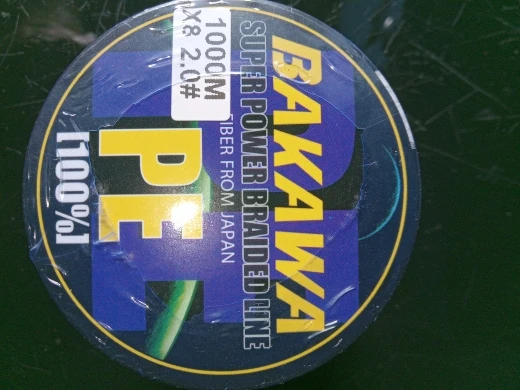 BAKAWA
SUPER POWER BRAIDED LINE
FIBER FROM JAPAN
1000M
X8 2.0#
PE
[100%]